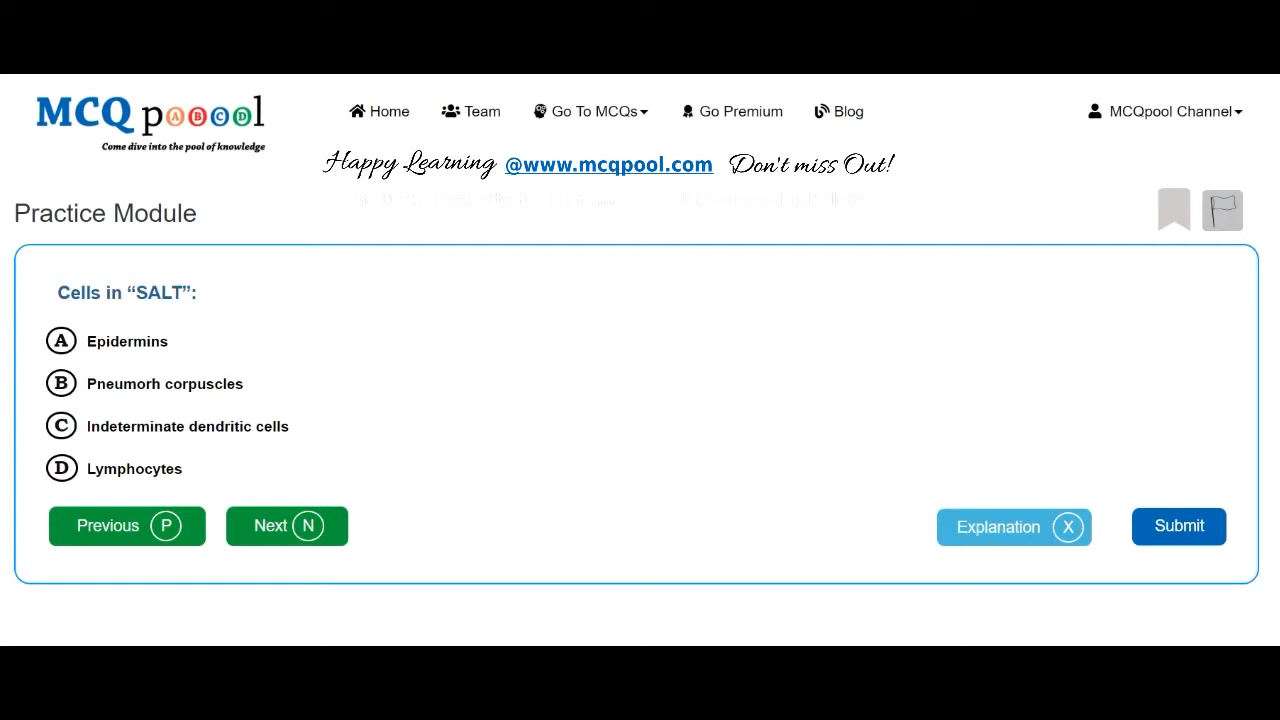 MCQ poool
A B C D
Come dive into the pool of knowledge
Home Team Go To MCQs Go Premium Blog MCQpool Channel
Happy Learning @www.mcqpool.com Don't miss Out!
Practice Module
Cells in “SALT”:
A Epidermins
B Pneumorh corpuscles
C Indeterminate dendritic cells
D Lymphocytes
Previous P Next N Explanation X Submit